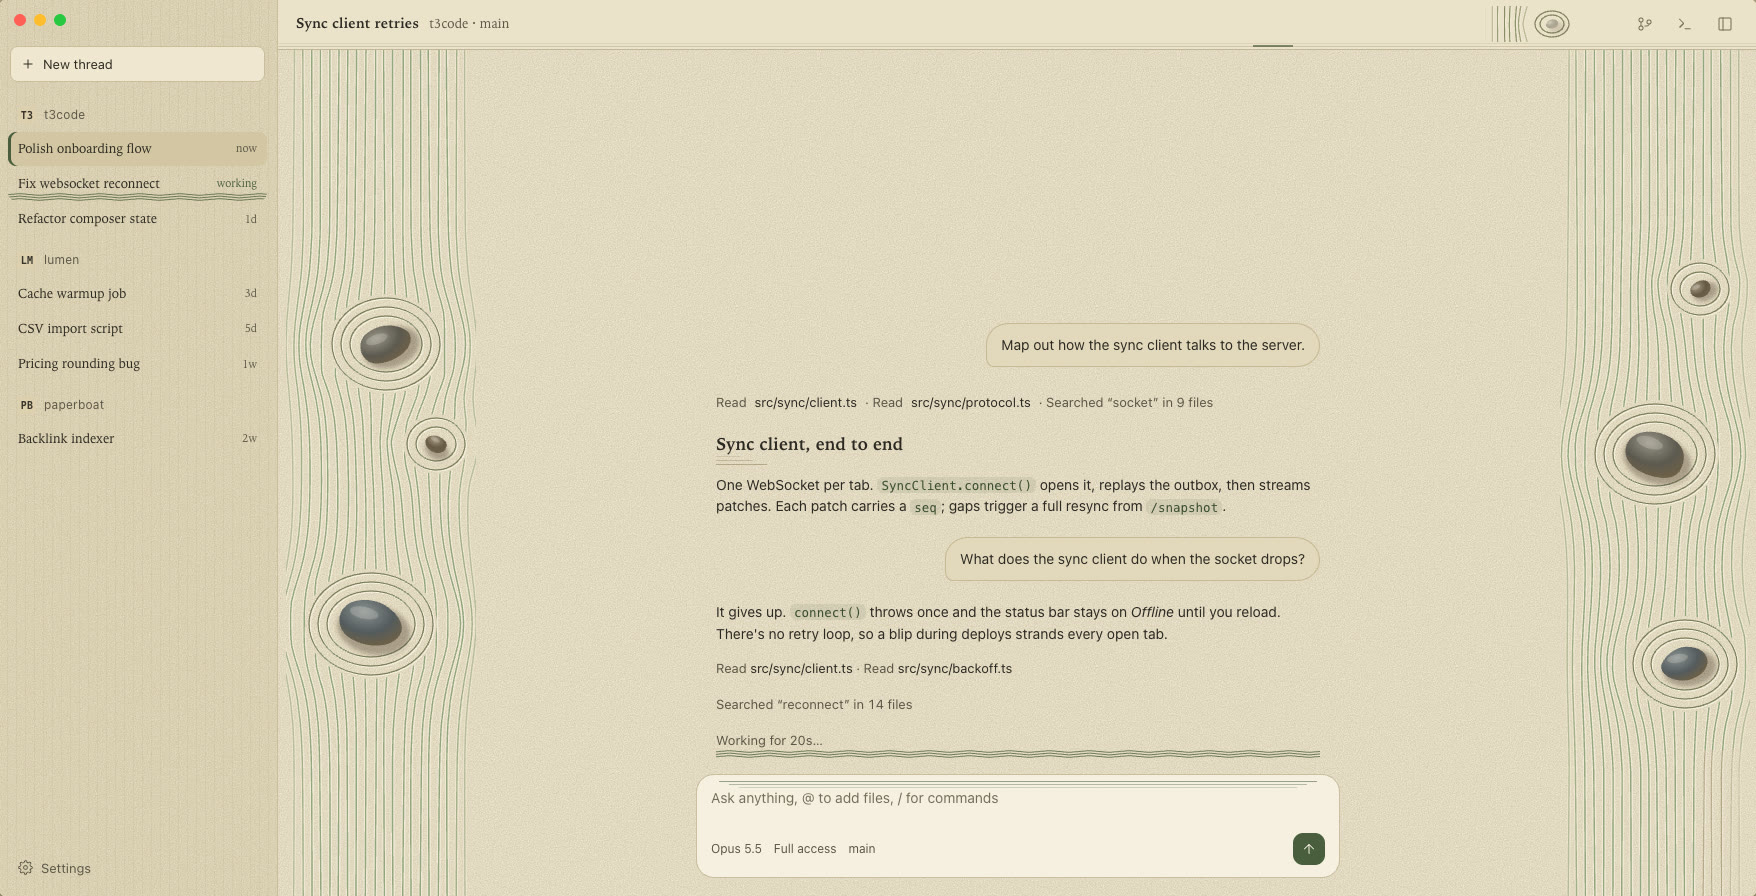 Sync client retries t3code · main
New thread
T3 t3code
Polish onboarding flow now
Fix websocket reconnect working
Refactor composer state 1d
LM lumen
Cache warmup job 3d
CSV import script 5d
Pricing rounding bug 1w
PB paperboat
Backlink indexer 2w
Settings
Map out how the sync client talks to the server.
Read src/sync/client.ts · Read src/sync/protocol.ts · Searched “socket” in 9 files
Sync client, end to end
One WebSocket per tab. SyncClient.connect() opens it, replays the outbox, then streams
patches. Each patch carries a seq; gaps trigger a full resync from /snapshot.
What does the sync client do when the socket drops?
It gives up. connect() throws once and the status bar stays on Offline until you reload.
There's no retry loop, so a blip during deploys strands every open tab.
Read src/sync/client.ts · Read src/sync/backoff.ts
Searched “reconnect” in 14 files
Working for 20s...
Ask anything, @ to add files, / for commands
Opus 5.5 Full access main